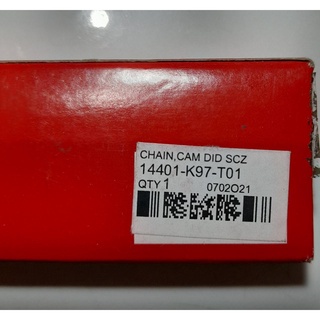 CHAIN,CAM DID SCZ
14401-K97-T01
QTY 1 0702O21